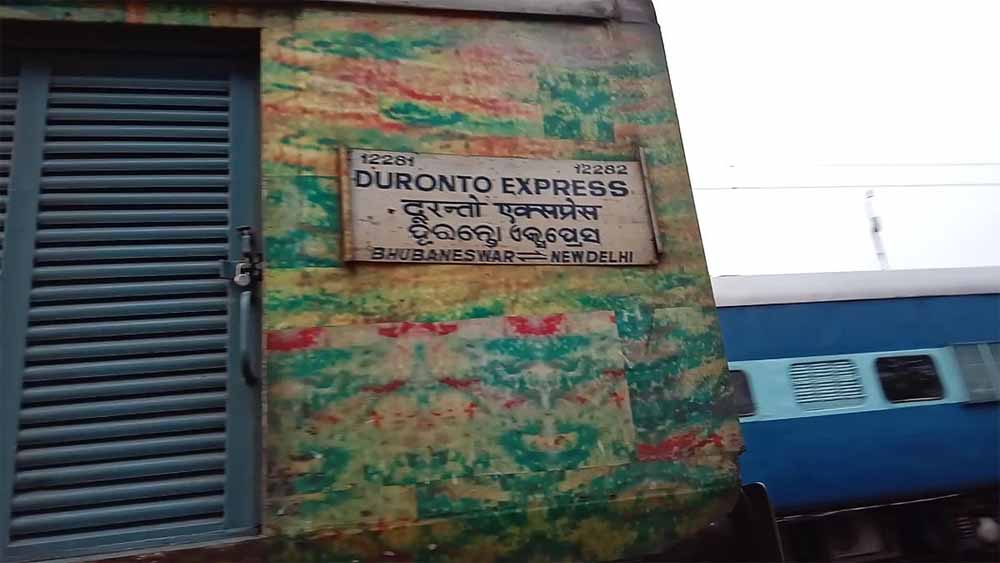 12281 12282
DURONTO EXPRESS
दूरन्तो एक्सप्रेस
ଦୂରନ୍ତୋ ଏକ୍ସପ୍ରେସ
BHUBANESWAR ⇌ NEW DELHI